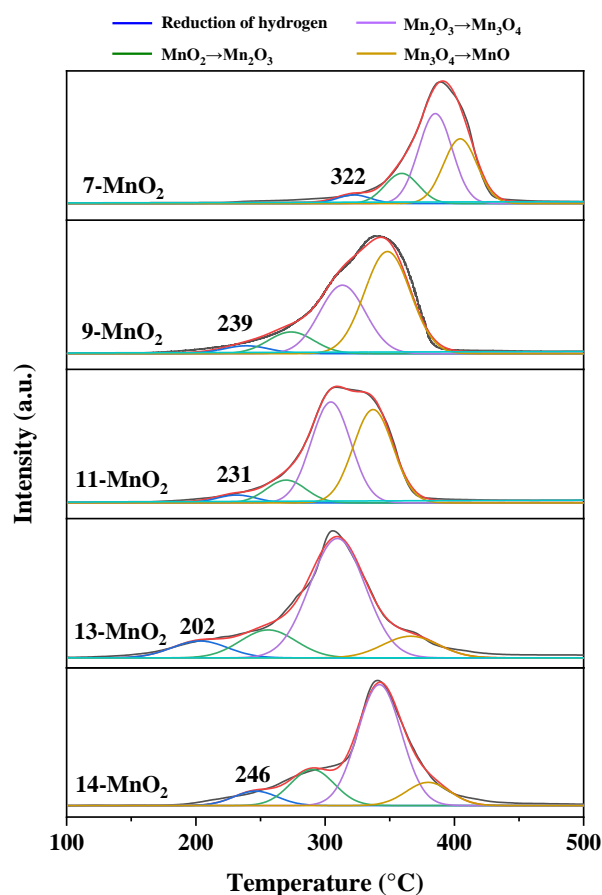 Reduction of hydrogen
Mn₂O₃→Mn₃O₄
MnO₂→Mn₂O₃
Mn₃O₄→MnO
322
7-MnO₂
239
9-MnO₂
231
11-MnO₂
202
13-MnO₂
246
14-MnO₂
Intensity (a.u.)
100 200 300 400 500
Temperature (°C)